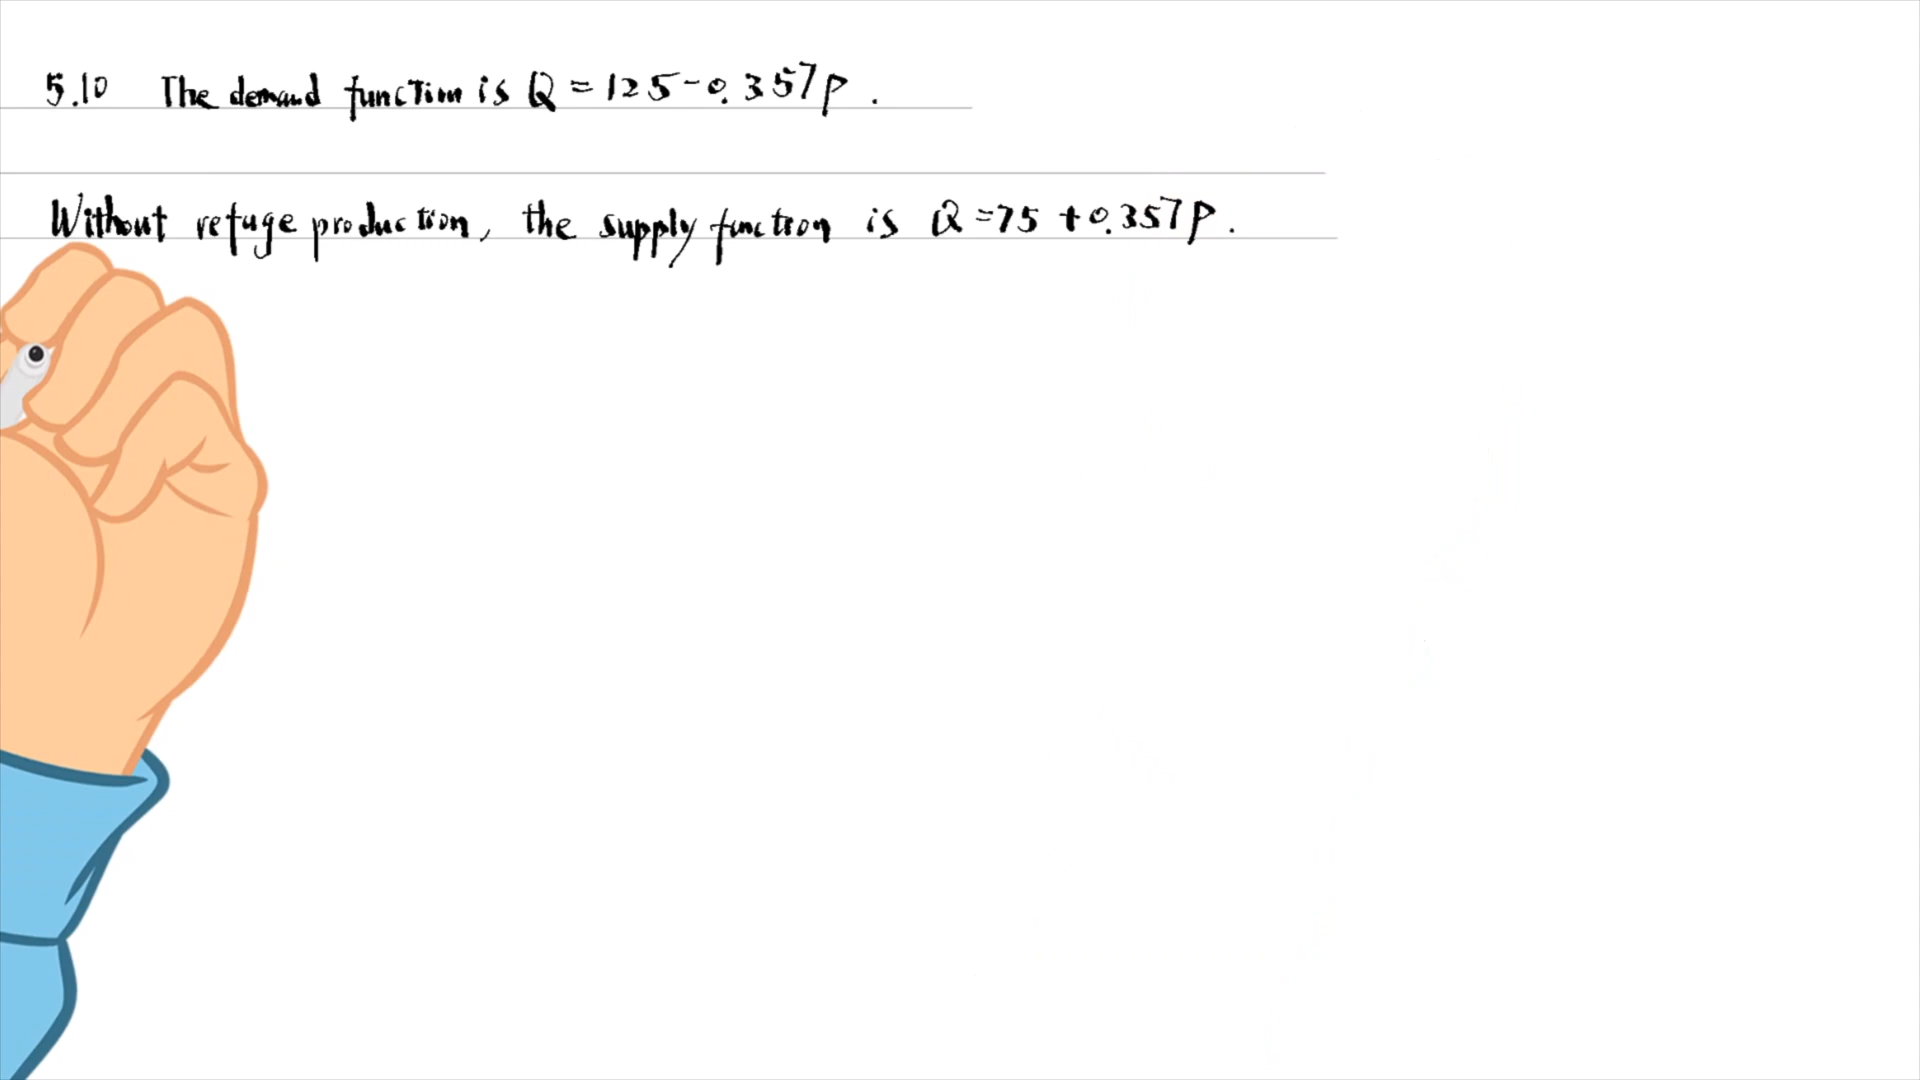 5.10 The demand function is Q = 125-0.357p.
Without refuge production, the supply function is Q =75 +0.357p.